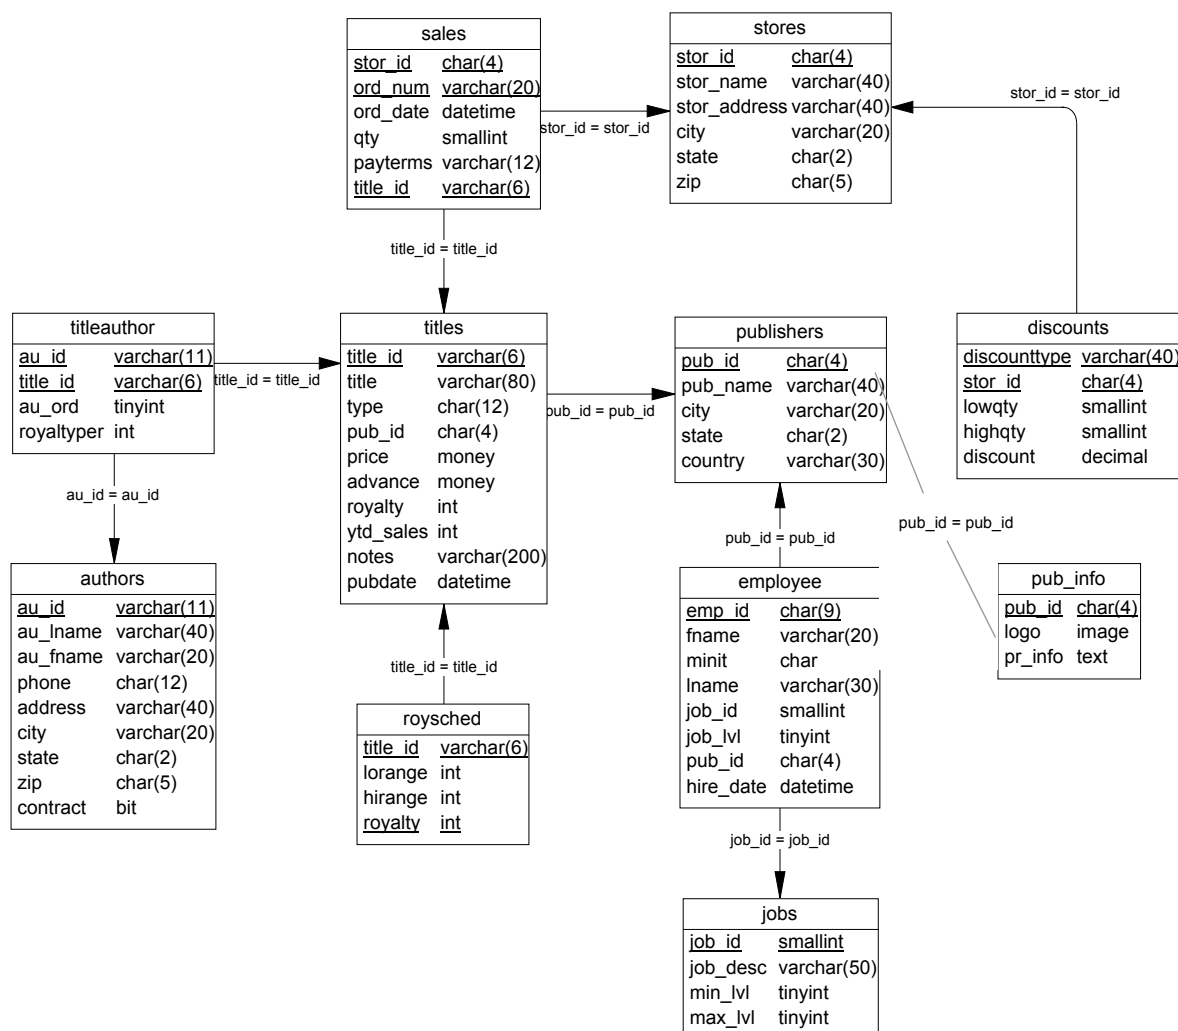 sales
stor_id char(4)
ord_num varchar(20)
ord_date datetime
qty smallint
payterms varchar(12)
title_id varchar(6)
stores
stor_id char(4)
stor_name varchar(40)
stor_address varchar(40)
city varchar(20)
state char(2)
zip char(5)
stor_id = stor_id
stor_id = stor_id
title_id = title_id
titleauthor
au_id varchar(11)
title_id varchar(6)
au_ord tinyint
royaltyper int
title_id = title_id
titles
title_id varchar(6)
title varchar(80)
type char(12)
pub_id char(4)
price money
advance money
royalty int
ytd_sales int
notes varchar(200)
pubdate datetime
pub_id = pub_id
publishers
pub_id char(4)
pub_name varchar(40)
city varchar(20)
state char(2)
country varchar(30)
discounts
discounttype varchar(40)
stor_id char(4)
lowqty smallint
highqty smallint
discount decimal
au_id = au_id
pub_id = pub_id
pub_id = pub_id
authors
au_id varchar(11)
au_lname varchar(40)
au_fname varchar(20)
phone char(12)
address varchar(40)
city varchar(20)
state char(2)
zip char(5)
contract bit
title_id = title_id
roysched
title_id varchar(6)
lorange int
hirange int
royalty int
employee
emp_id char(9)
fname varchar(20)
minit char
lname varchar(30)
job_id smallint
job_lvl tinyint
pub_id char(4)
hire_date datetime
pub_info
pub_id char(4)
logo image
pr_info text
job_id = job_id
jobs
job_id smallint
job_desc varchar(50)
min_lvl tinyint
max_lvl tinyint